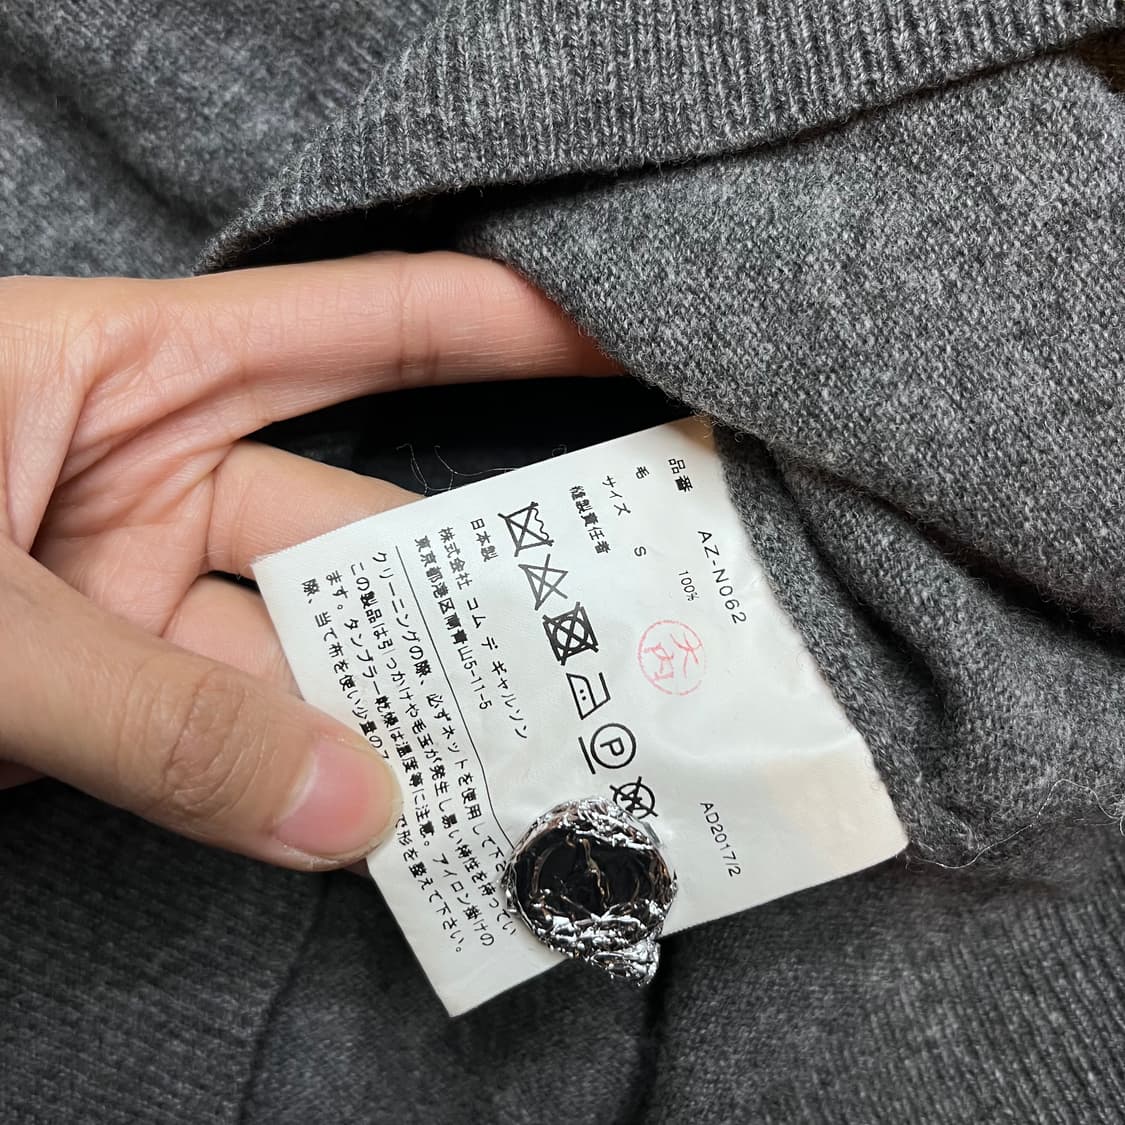 品番 AZ-N062
毛 100%
サイズ S
縫製責任者 大内
AD2017/2
P
日本製
株式会社 コム デ ギャルソン
東京都港区南青山5-11-5
クリーニングの際、必ずネットを使用して下さ
この製品は引っかけや毛玉が発生し易い特性を持ってい
ます。タンブラー乾燥は温度等に注意。アイロン掛けの
際、当て布を使い少量の で形を整えて下さい。